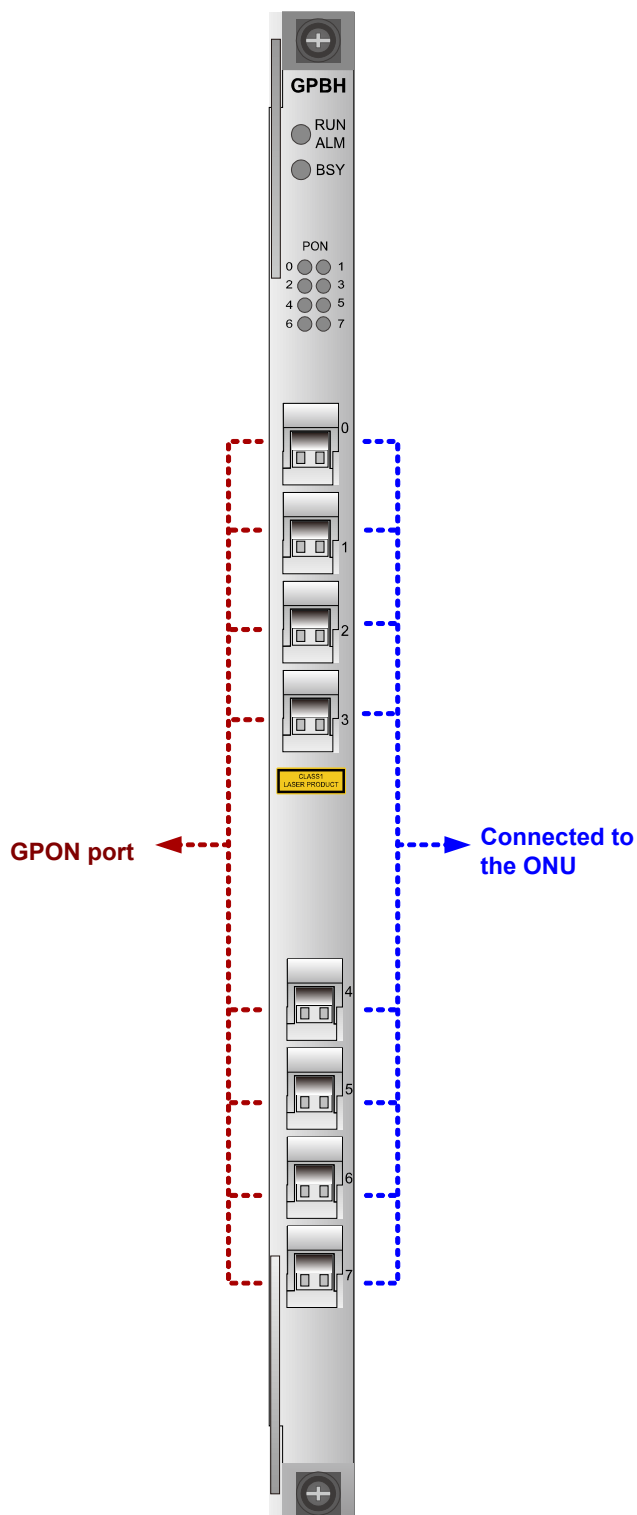 GPBH
RUN
ALM
BSY
PON
0 1
2 3
4 5
6 7
0
1
2
3
CLASS1
LASER PRODUCT
GPON port
Connected to
the ONU
4
5
6
7